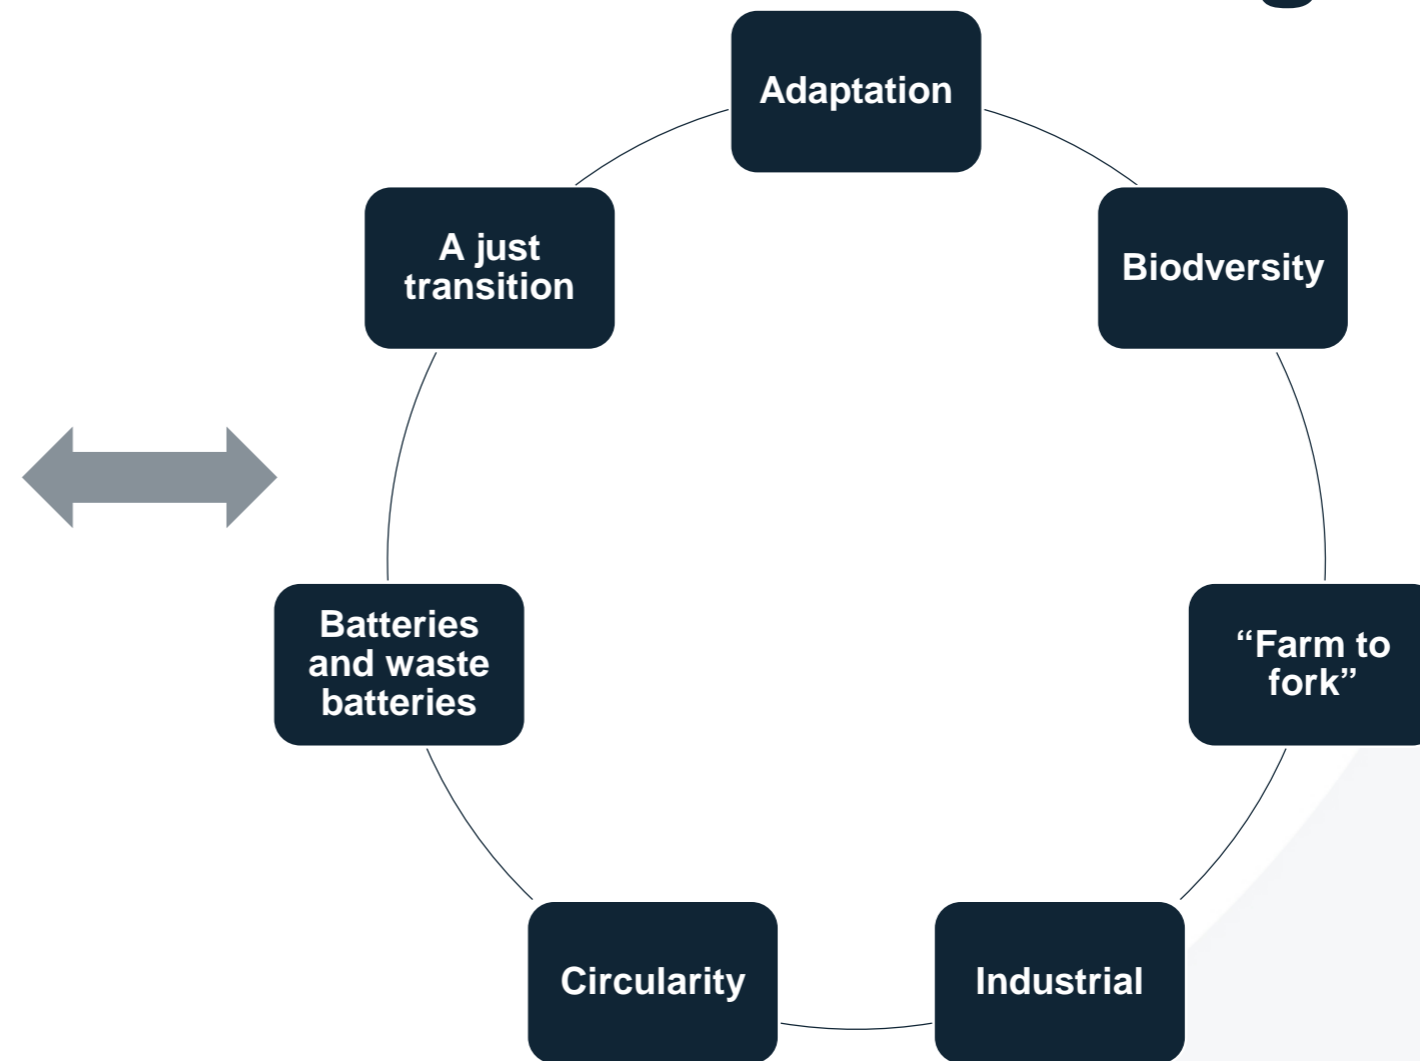 Adaptation
Biodversity
“Farm to
fork”
Industrial
Circularity
Batteries
and waste
batteries
A just
transition